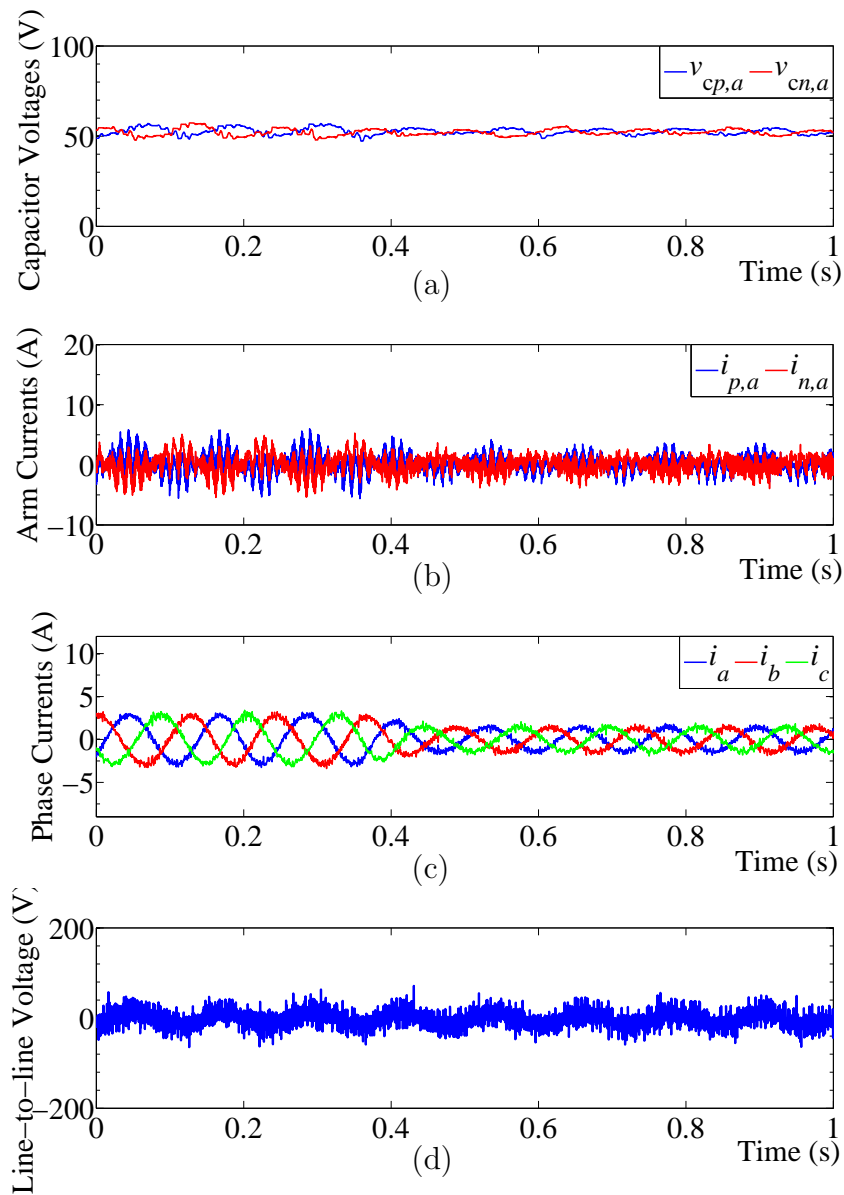 Capacitor Voltages (V)
100
50
0
v_cp,a v_cn,a
0 0.2 0.4 0.6 0.8 1
Time (s)
(a)
Arm Currents (A)
20
10
0
−10
i_p,a i_n,a
0 0.2 0.4 0.6 0.8 1
Time (s)
(b)
Phase Currents (A)
10
5
0
−5
i_a i_b i_c
0 0.2 0.4 0.6 0.8 1
Time (s)
(c)
Line−to−line Voltage (V)
200
0
−200
0 0.2 0.4 0.6 0.8 1
Time (s)
(d)